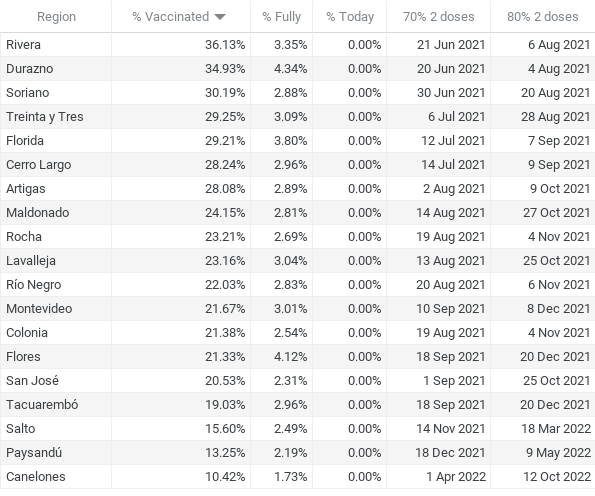 Region % Vaccinated % Fully % Today 70% 2 doses 80% 2 doses
Rivera 36.13% 3.35% 0.00% 21 Jun 2021 6 Aug 2021
Durazno 34.93% 4.34% 0.00% 20 Jun 2021 4 Aug 2021
Soriano 30.19% 2.88% 0.00% 30 Jun 2021 20 Aug 2021
Treinta y Tres 29.25% 3.09% 0.00% 6 Jul 2021 28 Aug 2021
Florida 29.21% 3.80% 0.00% 12 Jul 2021 7 Sep 2021
Cerro Largo 28.24% 2.96% 0.00% 14 Jul 2021 9 Sep 2021
Artigas 28.08% 2.89% 0.00% 2 Aug 2021 9 Oct 2021
Maldonado 24.15% 2.81% 0.00% 14 Aug 2021 27 Oct 2021
Rocha 23.21% 2.69% 0.00% 19 Aug 2021 4 Nov 2021
Lavalleja 23.16% 3.04% 0.00% 13 Aug 2021 25 Oct 2021
Río Negro 22.03% 2.83% 0.00% 20 Aug 2021 6 Nov 2021
Montevideo 21.67% 3.01% 0.00% 10 Sep 2021 8 Dec 2021
Colonia 21.38% 2.54% 0.00% 19 Aug 2021 4 Nov 2021
Flores 21.33% 4.12% 0.00% 18 Sep 2021 20 Dec 2021
San José 20.53% 2.31% 0.00% 1 Sep 2021 25 Oct 2021
Tacuarembó 19.03% 2.96% 0.00% 18 Sep 2021 20 Dec 2021
Salto 15.60% 2.49% 0.00% 14 Nov 2021 18 Mar 2022
Paysandú 13.25% 2.19% 0.00% 18 Dec 2021 9 May 2022
Canelones 10.42% 1.73% 0.00% 1 Apr 2022 12 Oct 2022